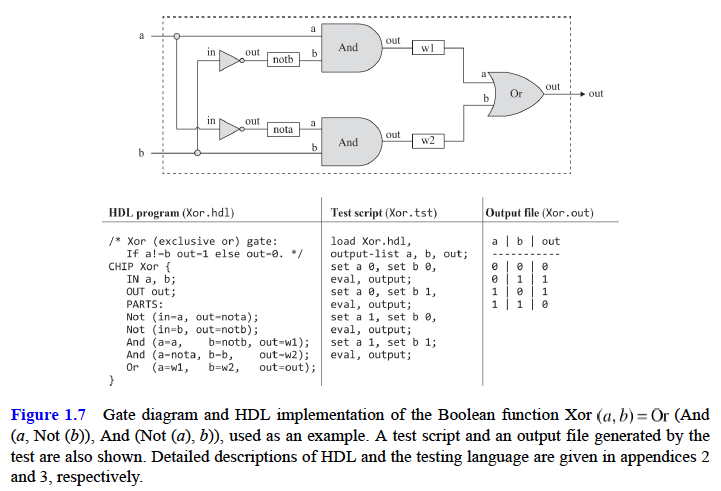 a
a
in
out
notb
b
And
out
w1
a
b
Or
out
out
in
out
nota
a
b
And
out
w2
b
HDL program (Xor.hdl)
/* Xor (exclusive or) gate:
If a!-b out-1 else out-0. */
CHIP Xor {
IN a, b;
OUT out;
PARTS:
Not (in-a, out-nota);
Not (in-b, out-notb);
And (a-a, b-notb, out-w1);
And (a-nota, b-b, out-w2);
Or (a-w1, b-w2, out-out);
}
Test script (Xor.tst)
load Xor.hdl,
output-list a, b, out;
set a 0, set b 0,
eval, output;
set a 0, set b 1,
eval, output;
set a 1, set b 0,
eval, output;
set a 1, set b 1;
eval, output;
Output file (Xor.out)
a | b | out
-----------
0 | 0 | 0
0 | 1 | 1
1 | 0 | 1
1 | 1 | 0
Figure 1.7 Gate diagram and HDL implementation of the Boolean function Xor (a, b) = Or (And
(a, Not (b)), And (Not (a), b)), used as an example. A test script and an output file generated by the
test are also shown. Detailed descriptions of HDL and the testing language are given in appendices 2
and 3, respectively.